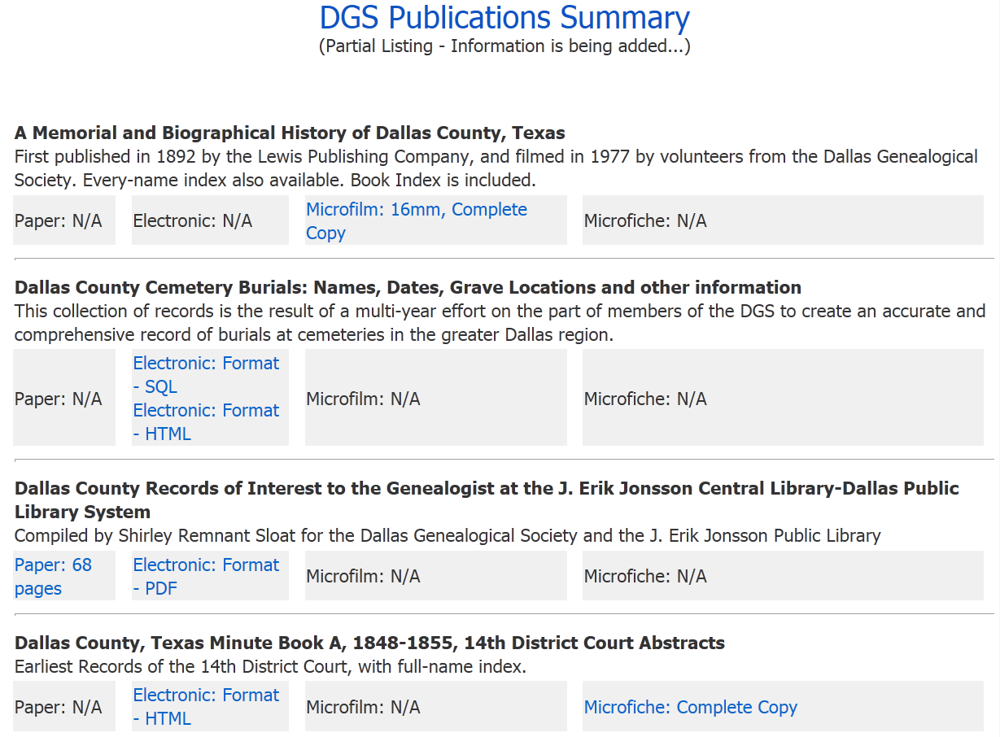 DGS Publications Summary
(Partial Listing - Information is being added...)
A Memorial and Biographical History of Dallas County, Texas
First published in 1892 by the Lewis Publishing Company, and filmed in 1977 by volunteers from the Dallas Genealogical
Society. Every-name index also available. Book Index is included.
Paper: N/A
Electronic: N/A
Microfilm: 16mm, Complete
Copy
Microfiche: N/A
Dallas County Cemetery Burials: Names, Dates, Grave Locations and other information
This collection of records is the result of a multi-year effort on the part of members of the DGS to create an accurate and
comprehensive record of burials at cemeteries in the greater Dallas region.
Paper: N/A
Electronic: Format
- SQL
Electronic: Format
- HTML
Microfilm: N/A
Microfiche: N/A
Dallas County Records of Interest to the Genealogist at the J. Erik Jonsson Central Library-Dallas Public
Library System
Compiled by Shirley Remnant Sloat for the Dallas Genealogical Society and the J. Erik Jonsson Public Library
Paper: 68
pages
Electronic: Format
- PDF
Microfilm: N/A
Microfiche: N/A
Dallas County, Texas Minute Book A, 1848-1855, 14th District Court Abstracts
Earliest Records of the 14th District Court, with full-name index.
Paper: N/A
Electronic: Format
- HTML
Microfilm: N/A
Microfiche: Complete Copy